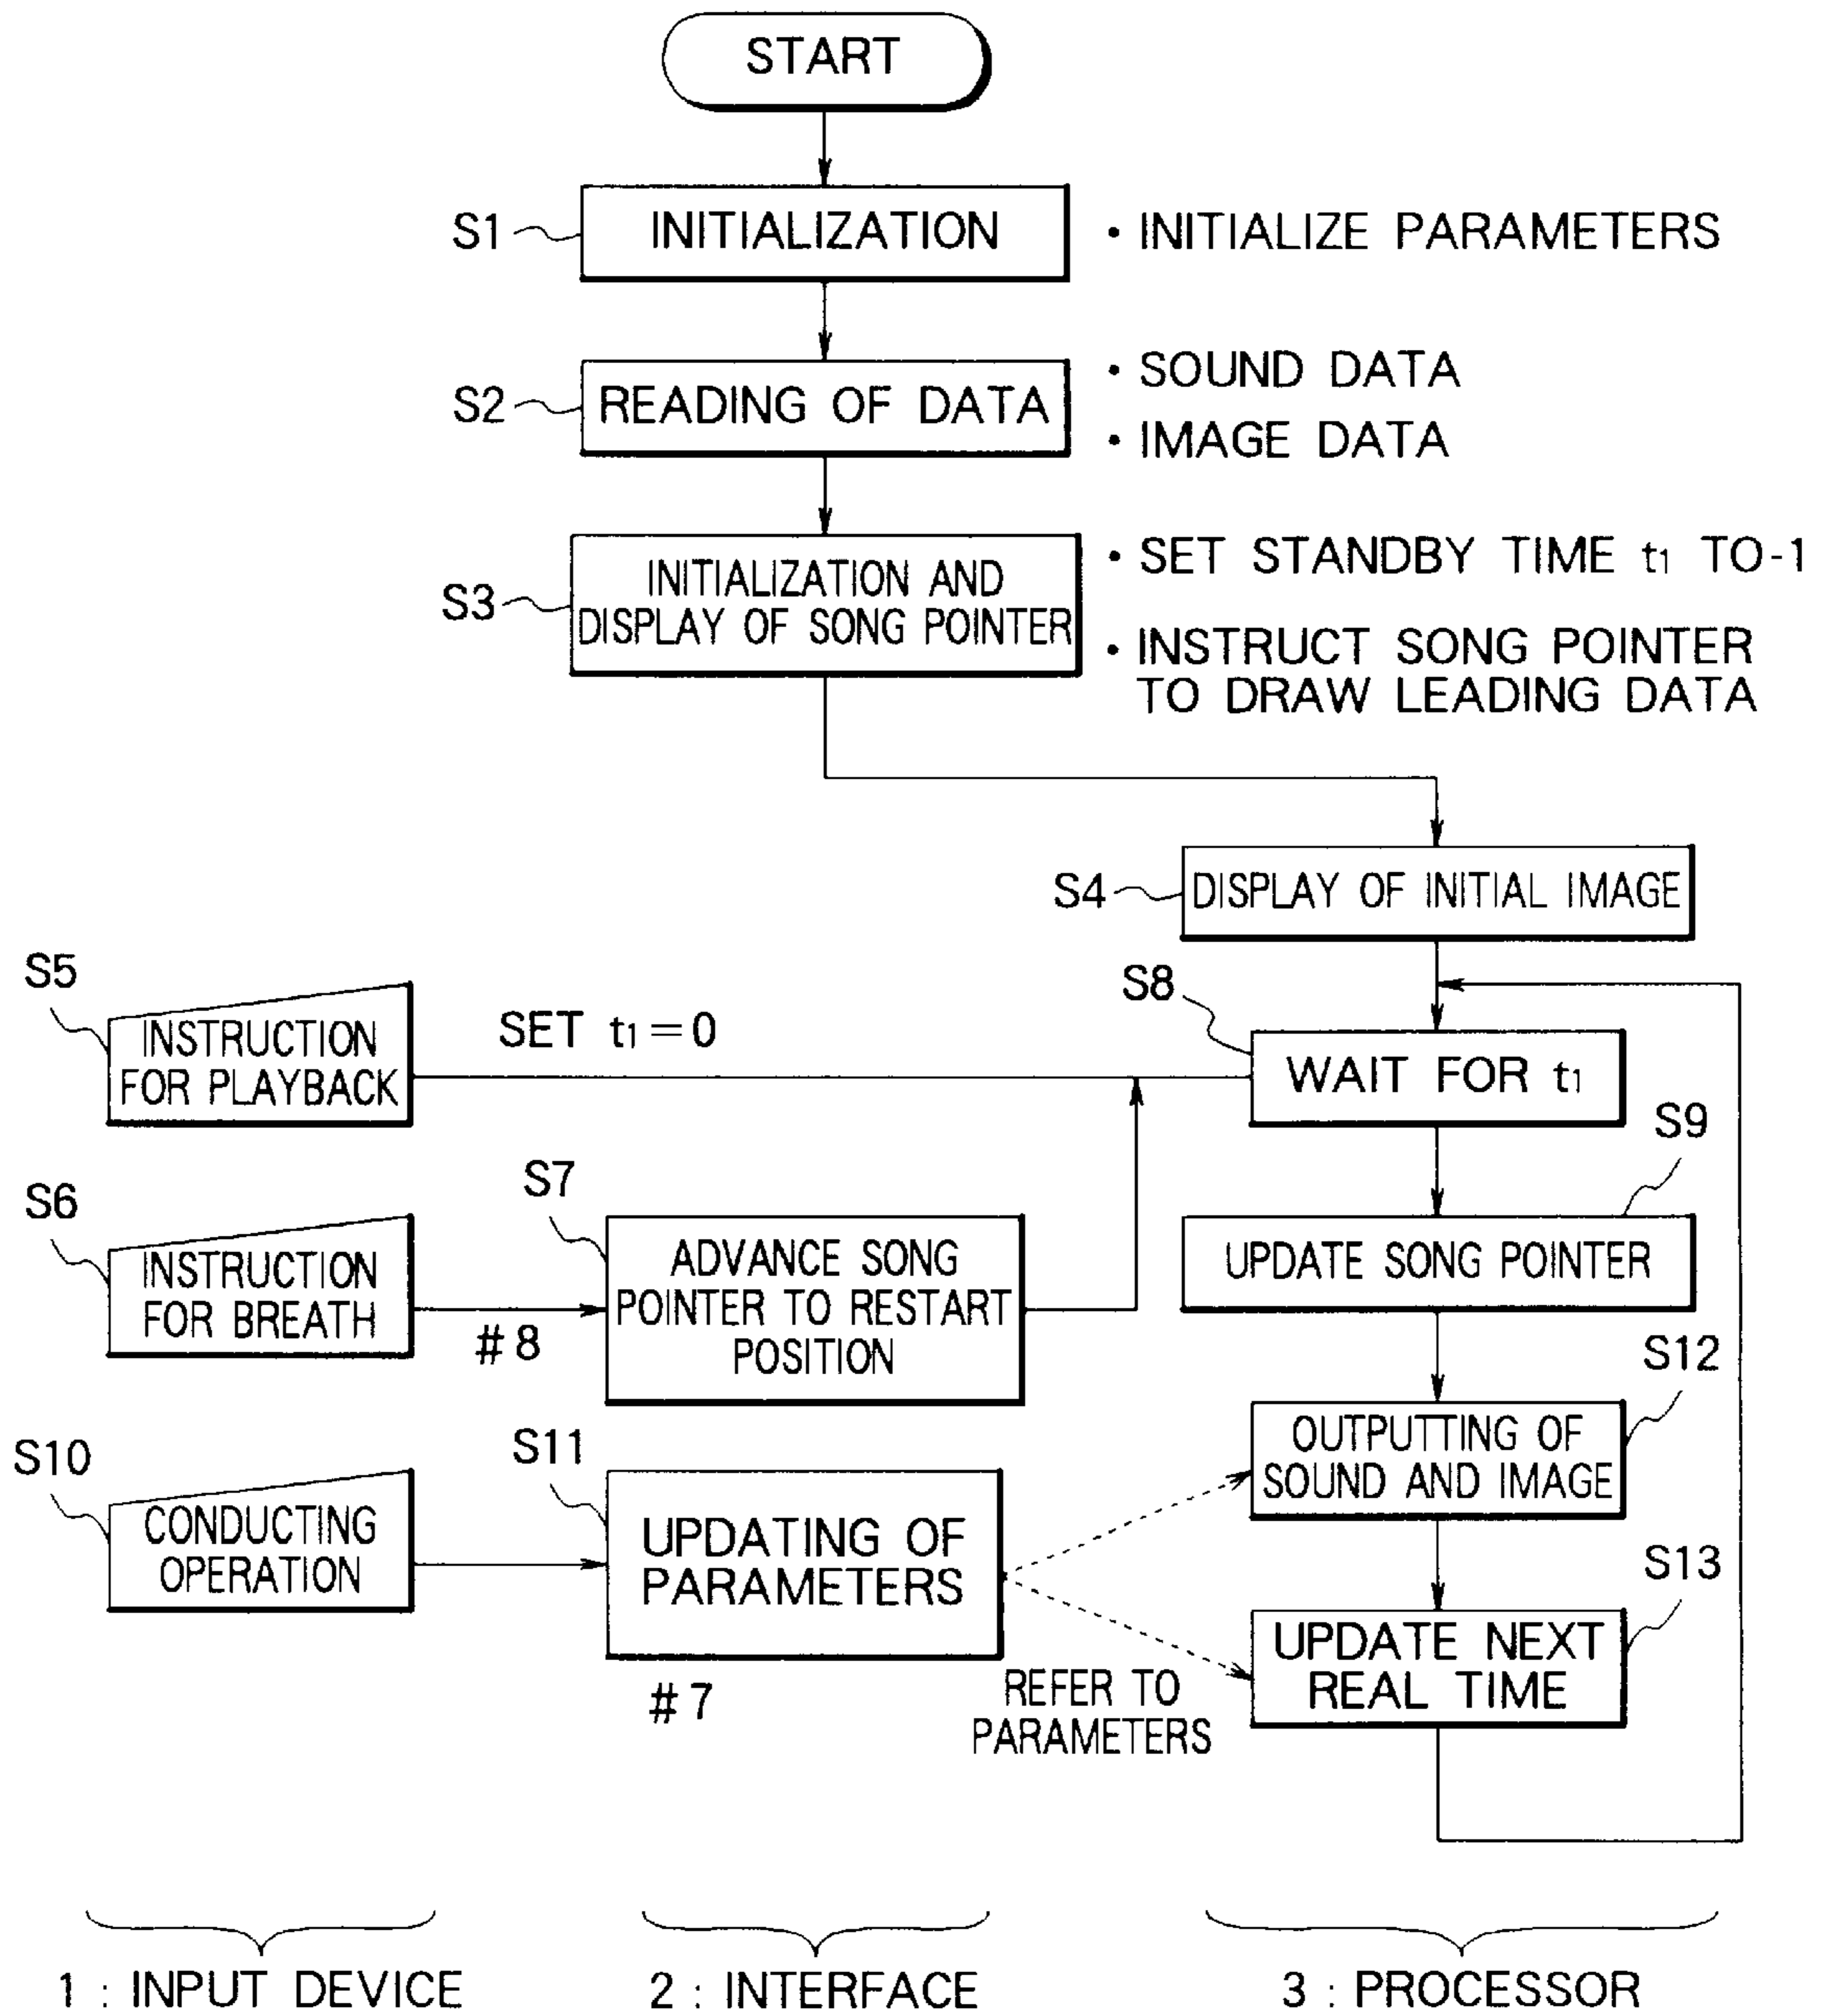 START
S1
INITIALIZATION
• INITIALIZE PARAMETERS
S2
READING OF DATA
• SOUND DATA
• IMAGE DATA
S3
INITIALIZATION AND
DISPLAY OF SONG POINTER
• SET STANDBY TIME t1 TO-1
• INSTRUCT SONG POINTER
TO DRAW LEADING DATA
S4
DISPLAY OF INITIAL IMAGE
S5
INSTRUCTION
FOR PLAYBACK
SET t1=0
S8
WAIT FOR t1
S9
UPDATE SONG POINTER
S6
INSTRUCTION
FOR BREATH
#8
S7
ADVANCE SONG
POINTER TO RESTART
POSITION
S12
OUTPUTTING OF
SOUND AND IMAGE
S10
CONDUCTING
OPERATION
S11
UPDATING OF
PARAMETERS
#7
REFER TO
PARAMETERS
S13
UPDATE NEXT
REAL TIME
1 : INPUT DEVICE
2 : INTERFACE
3 : PROCESSOR